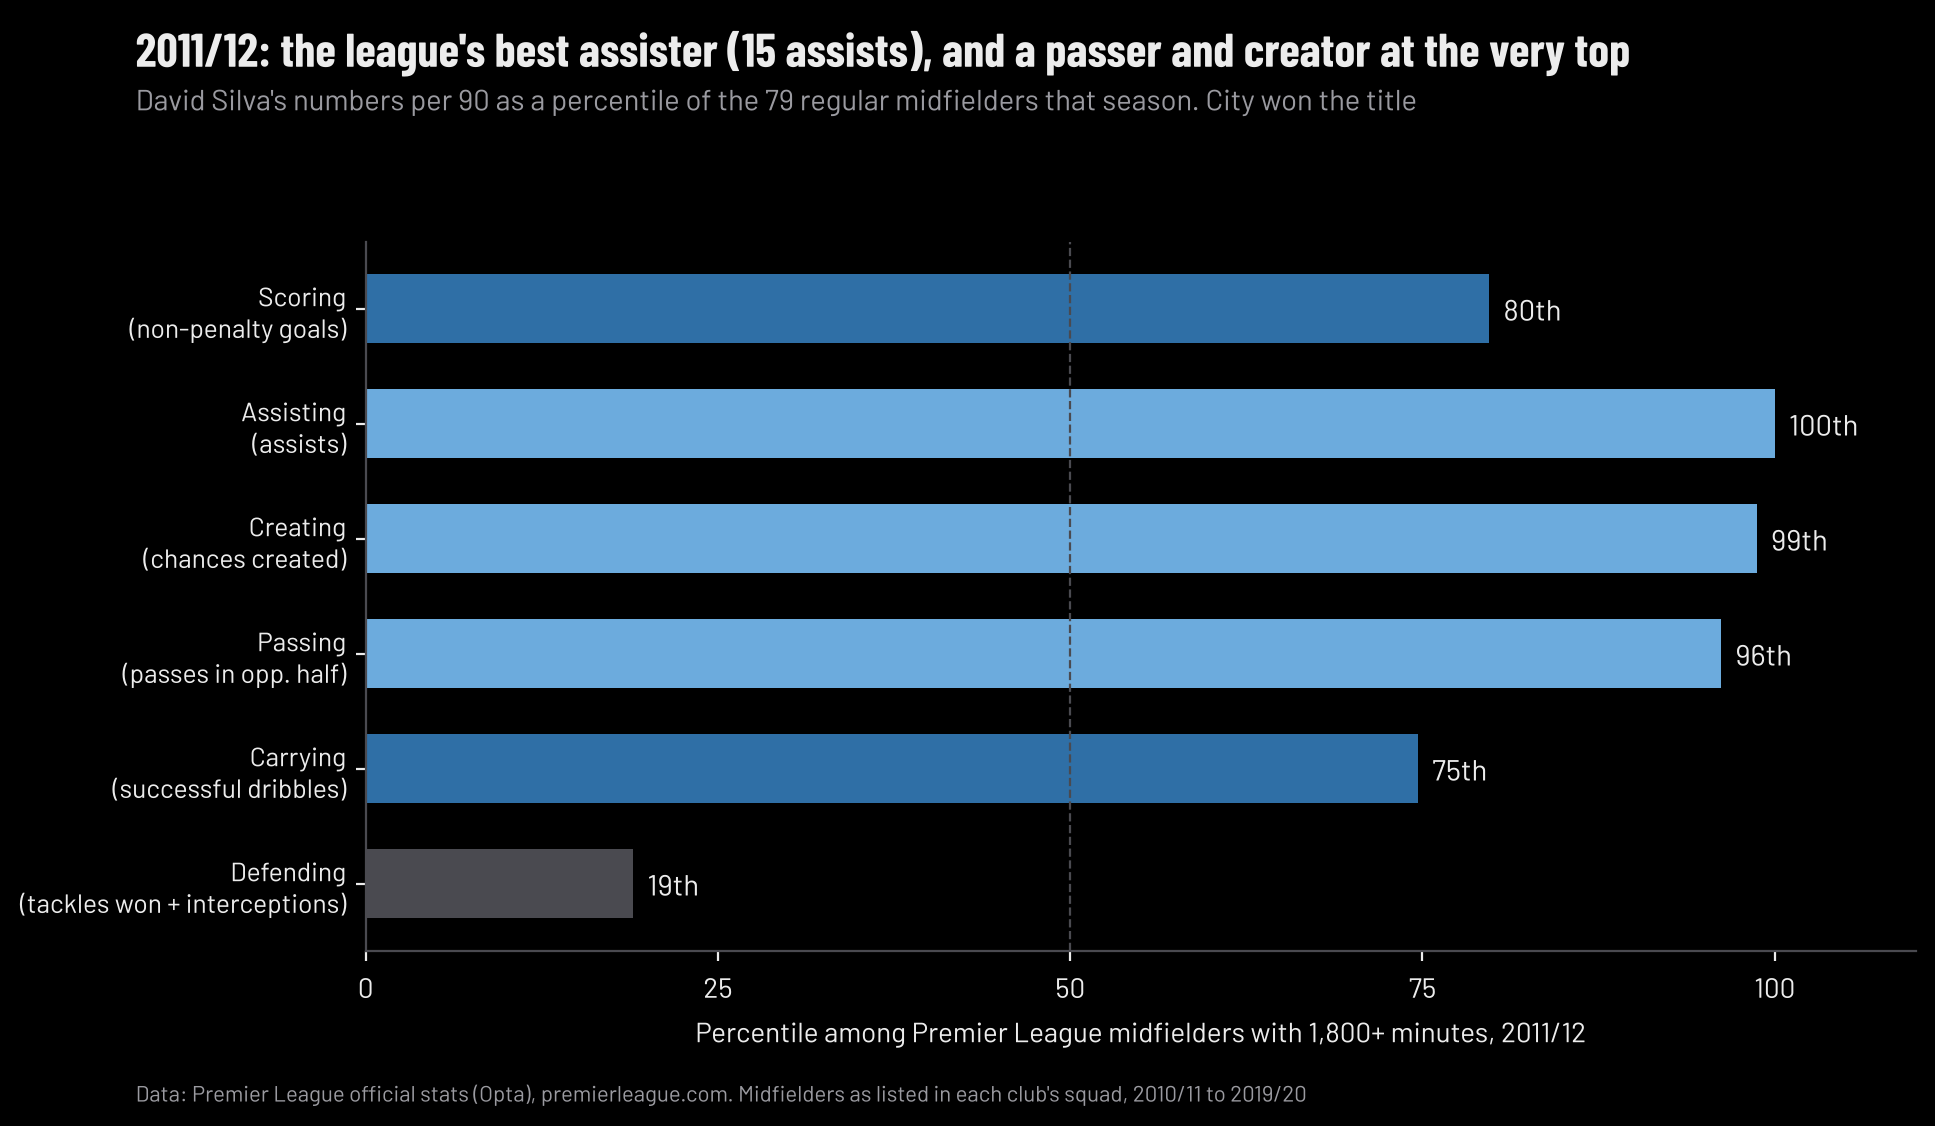 2011/12: the league's best assister (15 assists), and a passer and creator at the very top
David Silva's numbers per 90 as a percentile of the 79 regular midfielders that season. City won the title
Scoring
(non-penalty goals)
80th
Assisting
(assists)
100th
Creating
(chances created)
99th
Passing
(passes in opp. half)
96th
Carrying
(successful dribbles)
75th
Defending
(tackles won + interceptions)
19th
0 25 50 75 100
Percentile among Premier League midfielders with 1,800+ minutes, 2011/12
Data: Premier League official stats (Opta), premierleague.com. Midfielders as listed in each club's squad, 2010/11 to 2019/20